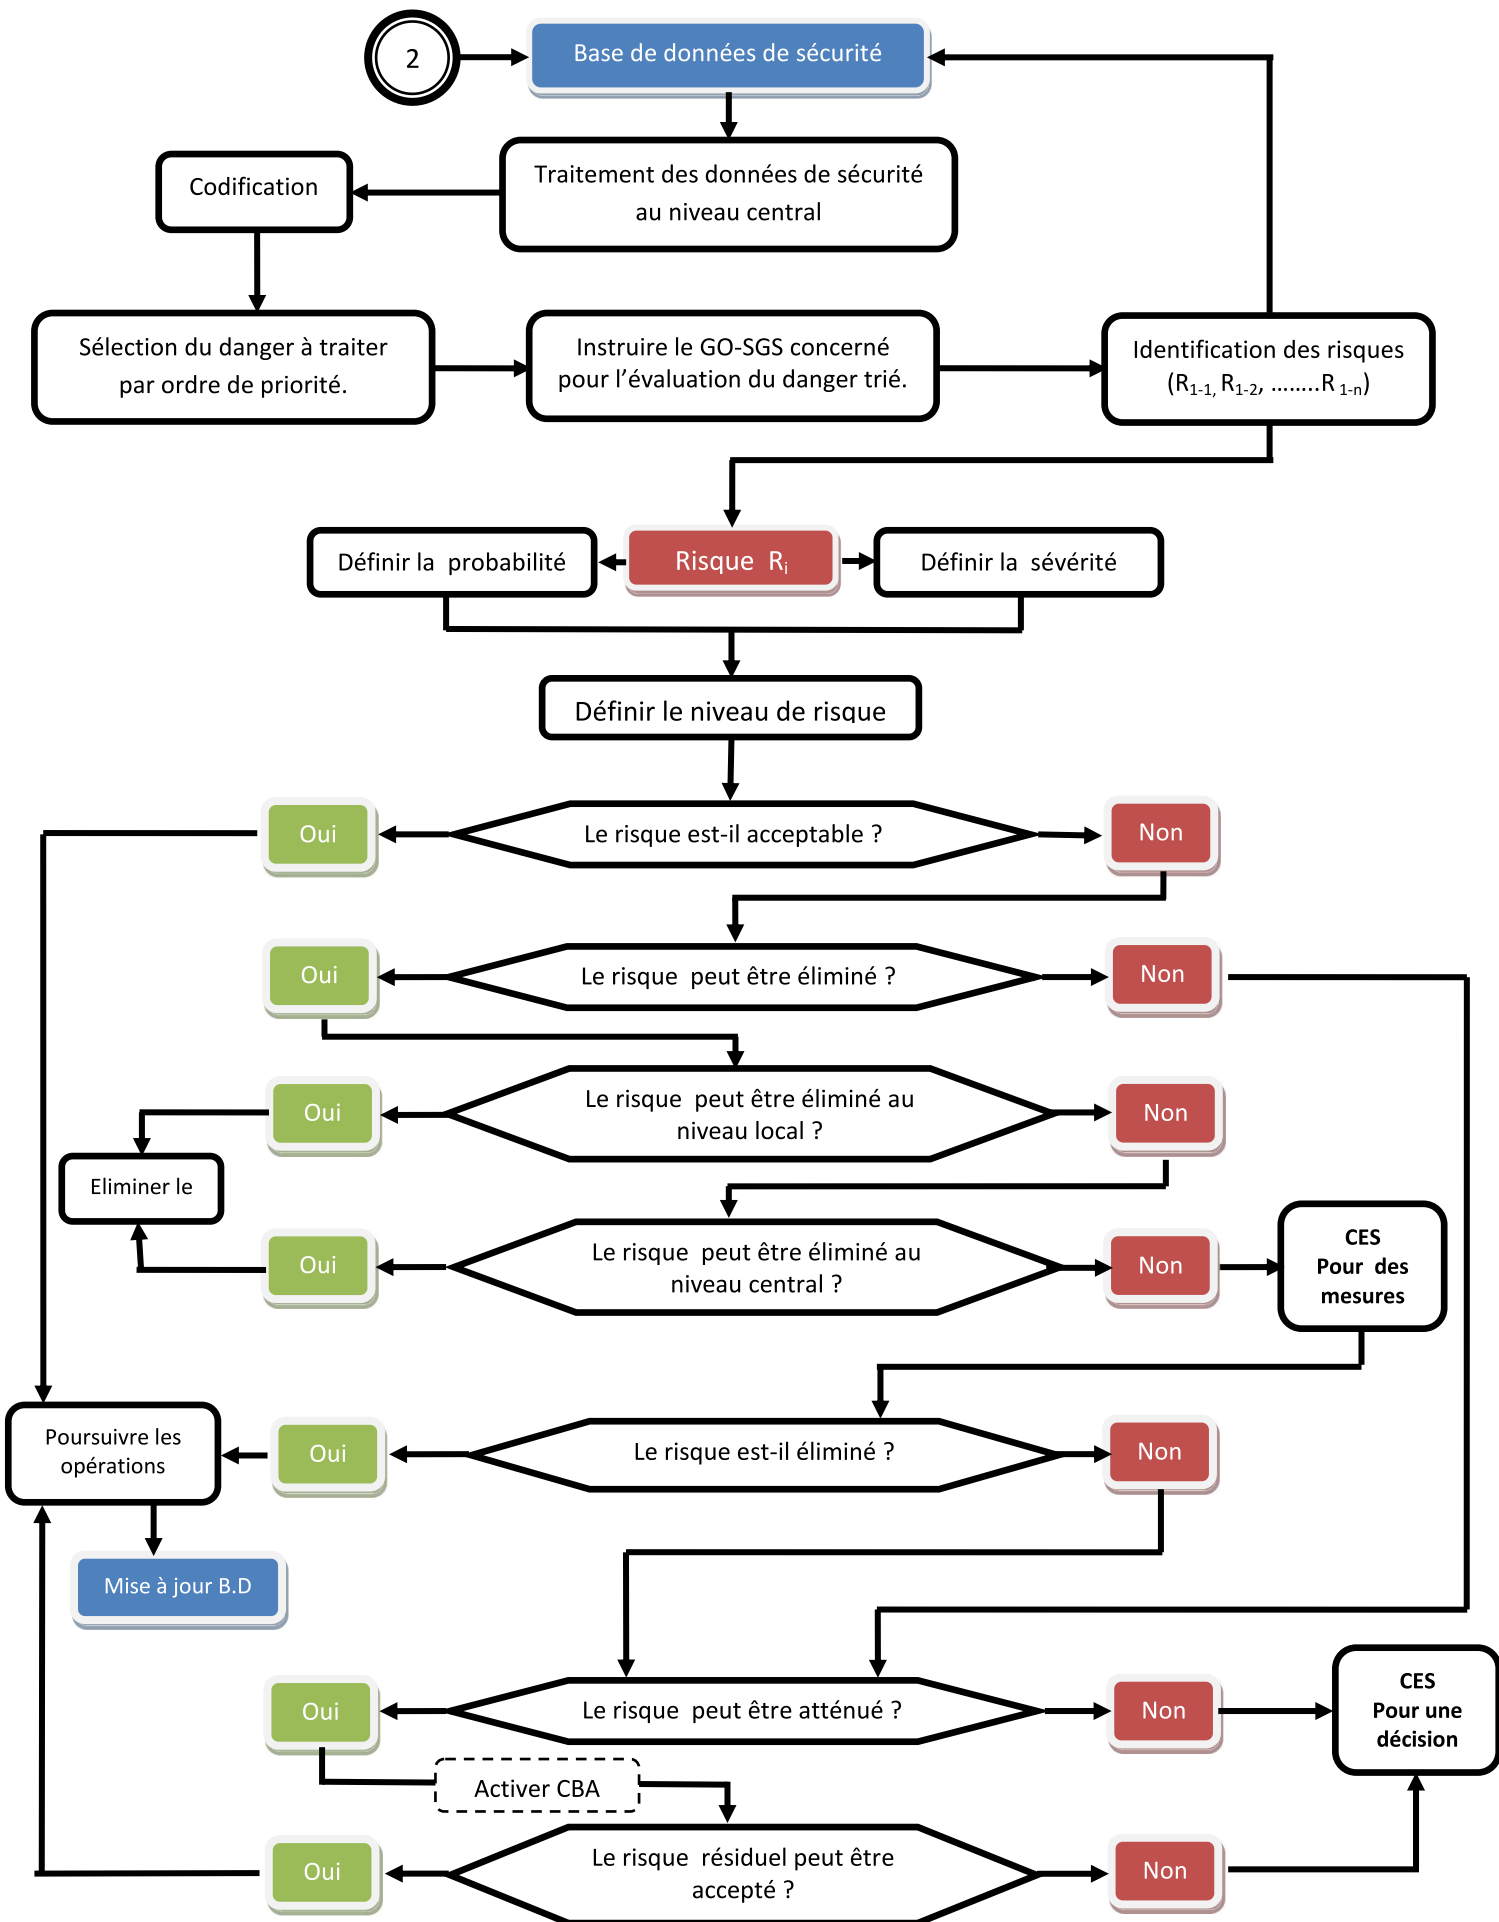 2
Base de données de sécurité
Traitement des données de sécurité
au niveau central
Codification
Sélection du danger à traiter
par ordre de priorité.
Instruire le GO-SGS concerné
pour l’évaluation du danger trié.
Identification des risques
(R1-1, R1-2, ........R 1-n)
Définir la probabilité
Risque Ri
Définir la sévérité
Définir le niveau de risque
Oui
Le risque est-il acceptable ?
Non
Oui
Le risque peut être éliminé ?
Non
Oui
Le risque peut être éliminé au
niveau local ?
Non
Eliminer le
Oui
Le risque peut être éliminé au
niveau central ?
Non
CES
Pour des
mesures
Poursuivre les
opérations
Oui
Le risque est-il éliminé ?
Non
Mise à jour B.D
Oui
Le risque peut être atténué ?
Non
CES
Pour une
décision
Activer CBA
Oui
Le risque résiduel peut être
accepté ?
Non